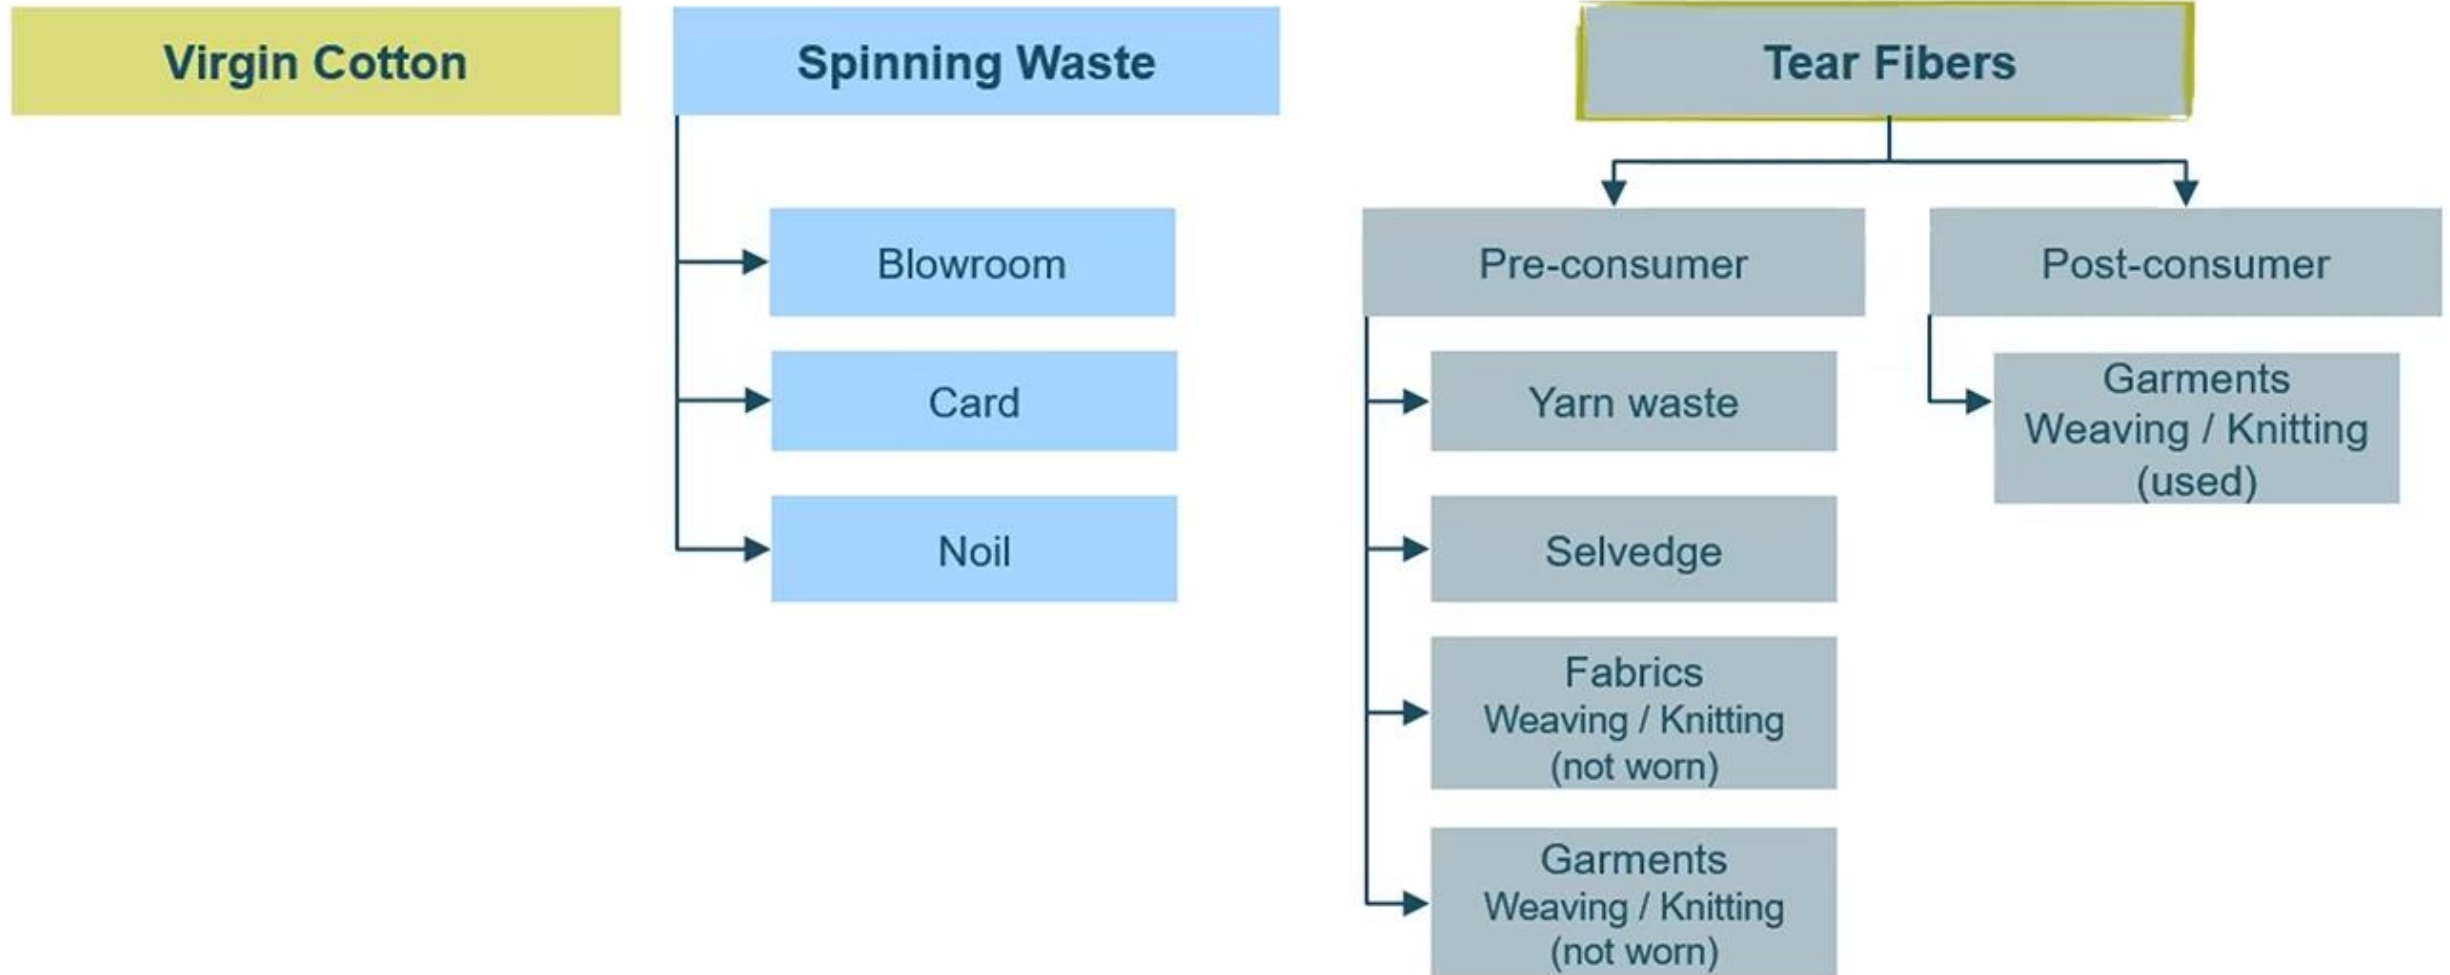 Virgin Cotton
Spinning Waste
Blowroom
Card
Noil
Tear Fibers
Pre-consumer
Yarn waste
Selvedge
Fabrics
Weaving / Knitting
(not worn)
Garments
Weaving / Knitting
(not worn)
Post-consumer
Garments
Weaving / Knitting
(used)